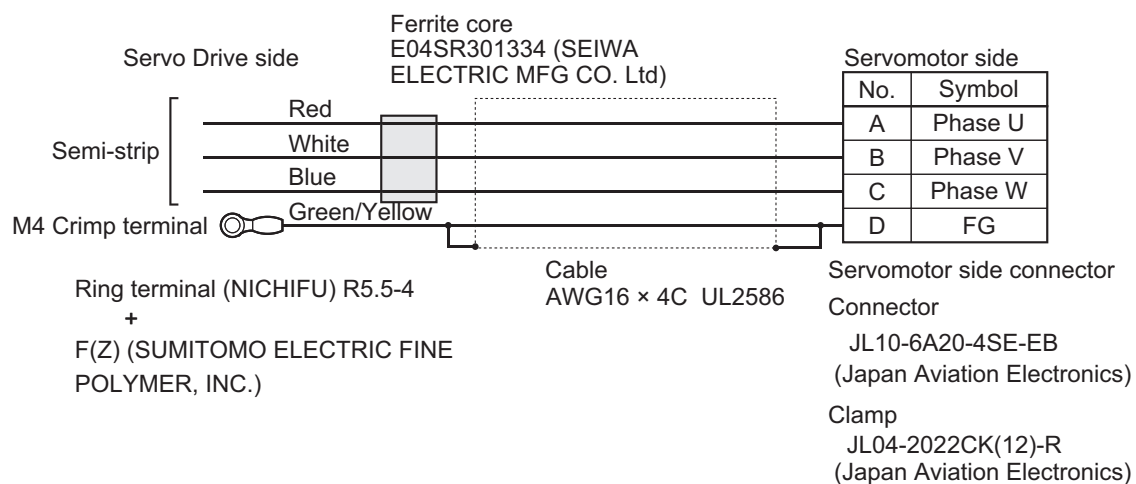 Ferrite core
E04SR301334 (SEIWA
ELECTRIC MFG CO. Ltd)
Servo Drive side
Servomotor side
No. Symbol
Red
A Phase U
White
B Phase V
Semi-strip
Blue
C Phase W
Green/Yellow
M4 Crimp terminal
D FG
Cable
AWG16 × 4C UL2586
Ring terminal (NICHIFU) R5.5-4
+
F(Z) (SUMITOMO ELECTRIC FINE
POLYMER, INC.)
Servomotor side connector
Connector
JL10-6A20-4SE-EB
(Japan Aviation Electronics)
Clamp
JL04-2022CK(12)-R
(Japan Aviation Electronics)